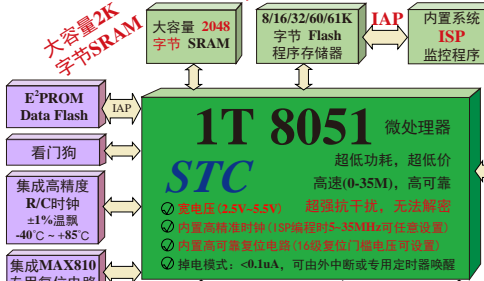 大容量2K
字节SRAM
大容量 2048
字节 SRAM
8/16/32/60/61K
字节 Flash
程序存储器
IAP
内置系统
ISP
监控程序
E²PROM
Data Flash
IAP
看门狗
集成高精度
R/C时钟
±1%温飘
-40℃ ~ +85℃
集成MAX810
专用复位电路
1T 8051 微处理器
STC
超低功耗，超低价
高速(0-35M)，高可靠
超强抗干扰，无法解密
宽电压(2.5V~5.5V)
内置高精准时钟(ISP编程时5~35MHz可任意设置)
内置高可靠复位电路(16级复位门槛电压可设置)
掉电模式：<0.1uA，可由外中断或专用定时器唤醒